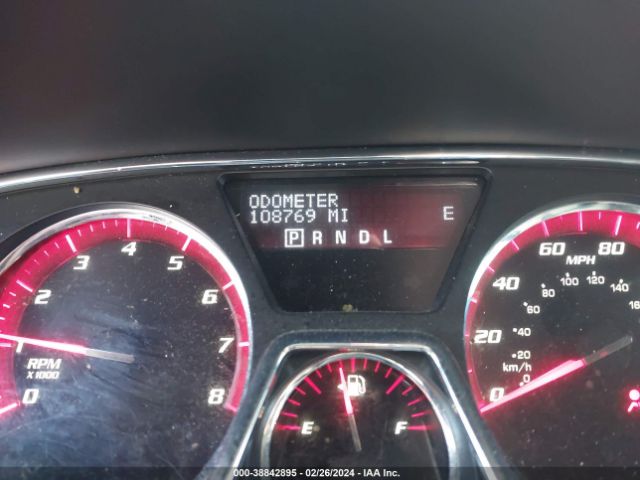 ODOMETER
108769 MI E
P R N D L
0 1 2 3 4 5 6 7 8
RPM
X 1000
0 20 40 60 80
MPH
0 20 40 60 80 100 120 140
km/h
E F
000-38842895 02/26/2024 - IAA Inc.